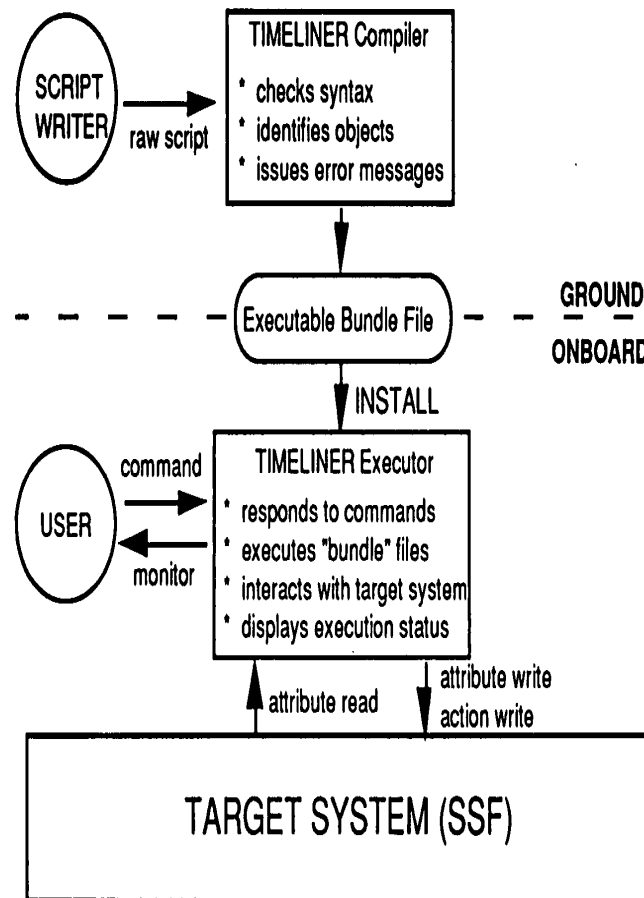 TIMELINER Compiler
* checks syntax
* identifies objects
* issues error messages
SCRIPT
WRITER
raw script
Executable Bundle File
GROUND
ONBOARD
INSTALL
TIMELINER Executor
* responds to commands
* executes "bundle" files
* interacts with target system
* displays execution status
command
USER
monitor
attribute read
attribute write
action write
TARGET SYSTEM (SSF)